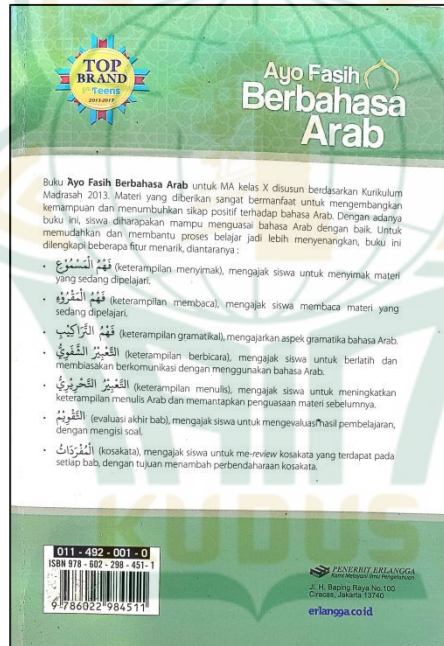 TOP
BRAND
for Teens
2013-2017
Ayo Fasih
Berbahasa
Arab
Buku Ayo Fasih Berbahasa Arab untuk MA kelas X disusun berdasarkan Kurikulum
Madrasah 2013. Materi yang diberikan sangat bermanfaat untuk mengembangkan
kemampuan dan menumbuhkan sikap positif terhadap bahasa Arab. Dengan adanya
buku ini, siswa diharapakan mampu menguasai bahasa Arab dengan baik. Untuk
memudahkan dan membantu proses belajar jadi lebih menyenangkan, buku ini
dilengkapi beberapa fitur menarik, diantaranya :
• فَهْمُ الْمَسْمُوْعِ (keterampilan menyimak), mengajak siswa untuk menyimak materi
yang sedang dipelajari.
• فَهْمُ الْمَقْرُوْءِ (keterampilan membaca), mengajak siswa membaca materi yang
sedang dipelajari.
• فَهْمُ التَّرَاكِيْبِ (keterampilan gramatikal), mengajarkan aspek gramatika bahasa Arab.
• التَّعْبِيْرُ الشَّفَوِيُّ (keterampilan berbicara), mengajak siswa untuk berlatih dan
membiasakan berkomunikasi dengan menggunakan bahasa Arab.
• التَّعْبِيْرُ التَّحْرِيْرِيُّ (keterampilan menulis), mengajak siswa untuk meningkatkan
keterampilan menulis Arab dan memantapkan penguasaan materi sebelumnya.
• التَّقْوِيْمُ (evaluasi akhir bab), mengajak siswa untuk mengevaluasi hasil pembelajaran,
dengan mengisi soal.
• الْمُفْرَدَاتُ (kosakata), mengajak siswa untuk me-review kosakata yang terdapat pada
setiap bab, dengan tujuan menambah perbendaharaan kosakata.
KUDUS
011 - 492 - 001 - 0
ISBN 978 - 602 - 298 - 451 - 1
9 786022 984511
PENERBIT ERLANGGA
Kami Melayani Ilmu Pengetahuan
Jl. H. Baping Raya No.100
Ciracas, Jakarta 13740
erlangga.co.id